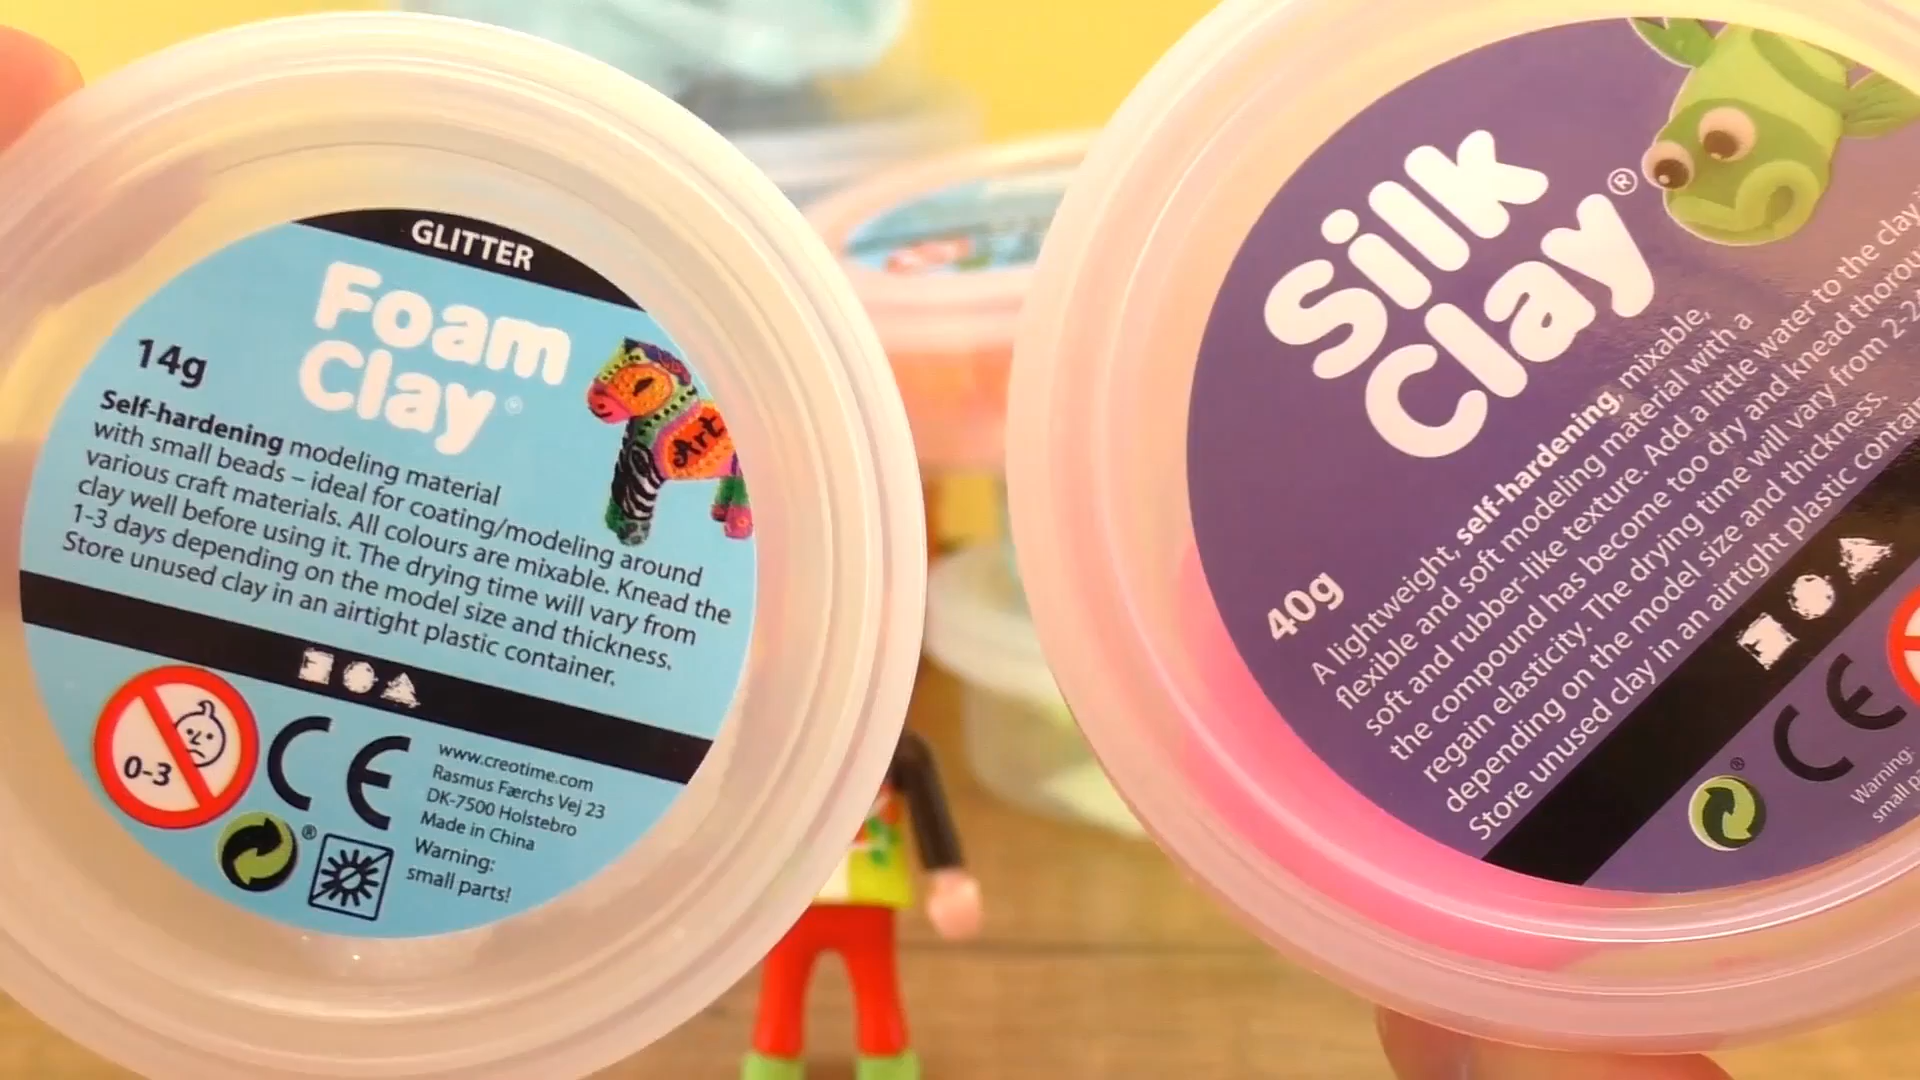 GLITTER
Foam
Clay®
14g
Art
Self-hardening modeling material
with small beads – ideal for coating/modeling around
various craft materials. All colours are mixable. Knead the
clay well before using it. The drying time will vary from
1-3 days depending on the model size and thickness.
Store unused clay in an airtight plastic container.
0-3
CE
www.creotime.com
Rasmus Færchs Vej 23
DK-7500 Holstebro
Made in China
®
Warning:
small parts!
Silk
Clay®
40g
A lightweight, self-hardening, mixable,
flexible and soft modeling material with a
soft and rubber-like texture. Add a little water to the clay
the compound has become too dry and knead
regain elasticity. The drying time will vary from 2-
depending on the model size and thickness.
Store unused clay in an airtight plastic
®
CE
Warning:
small